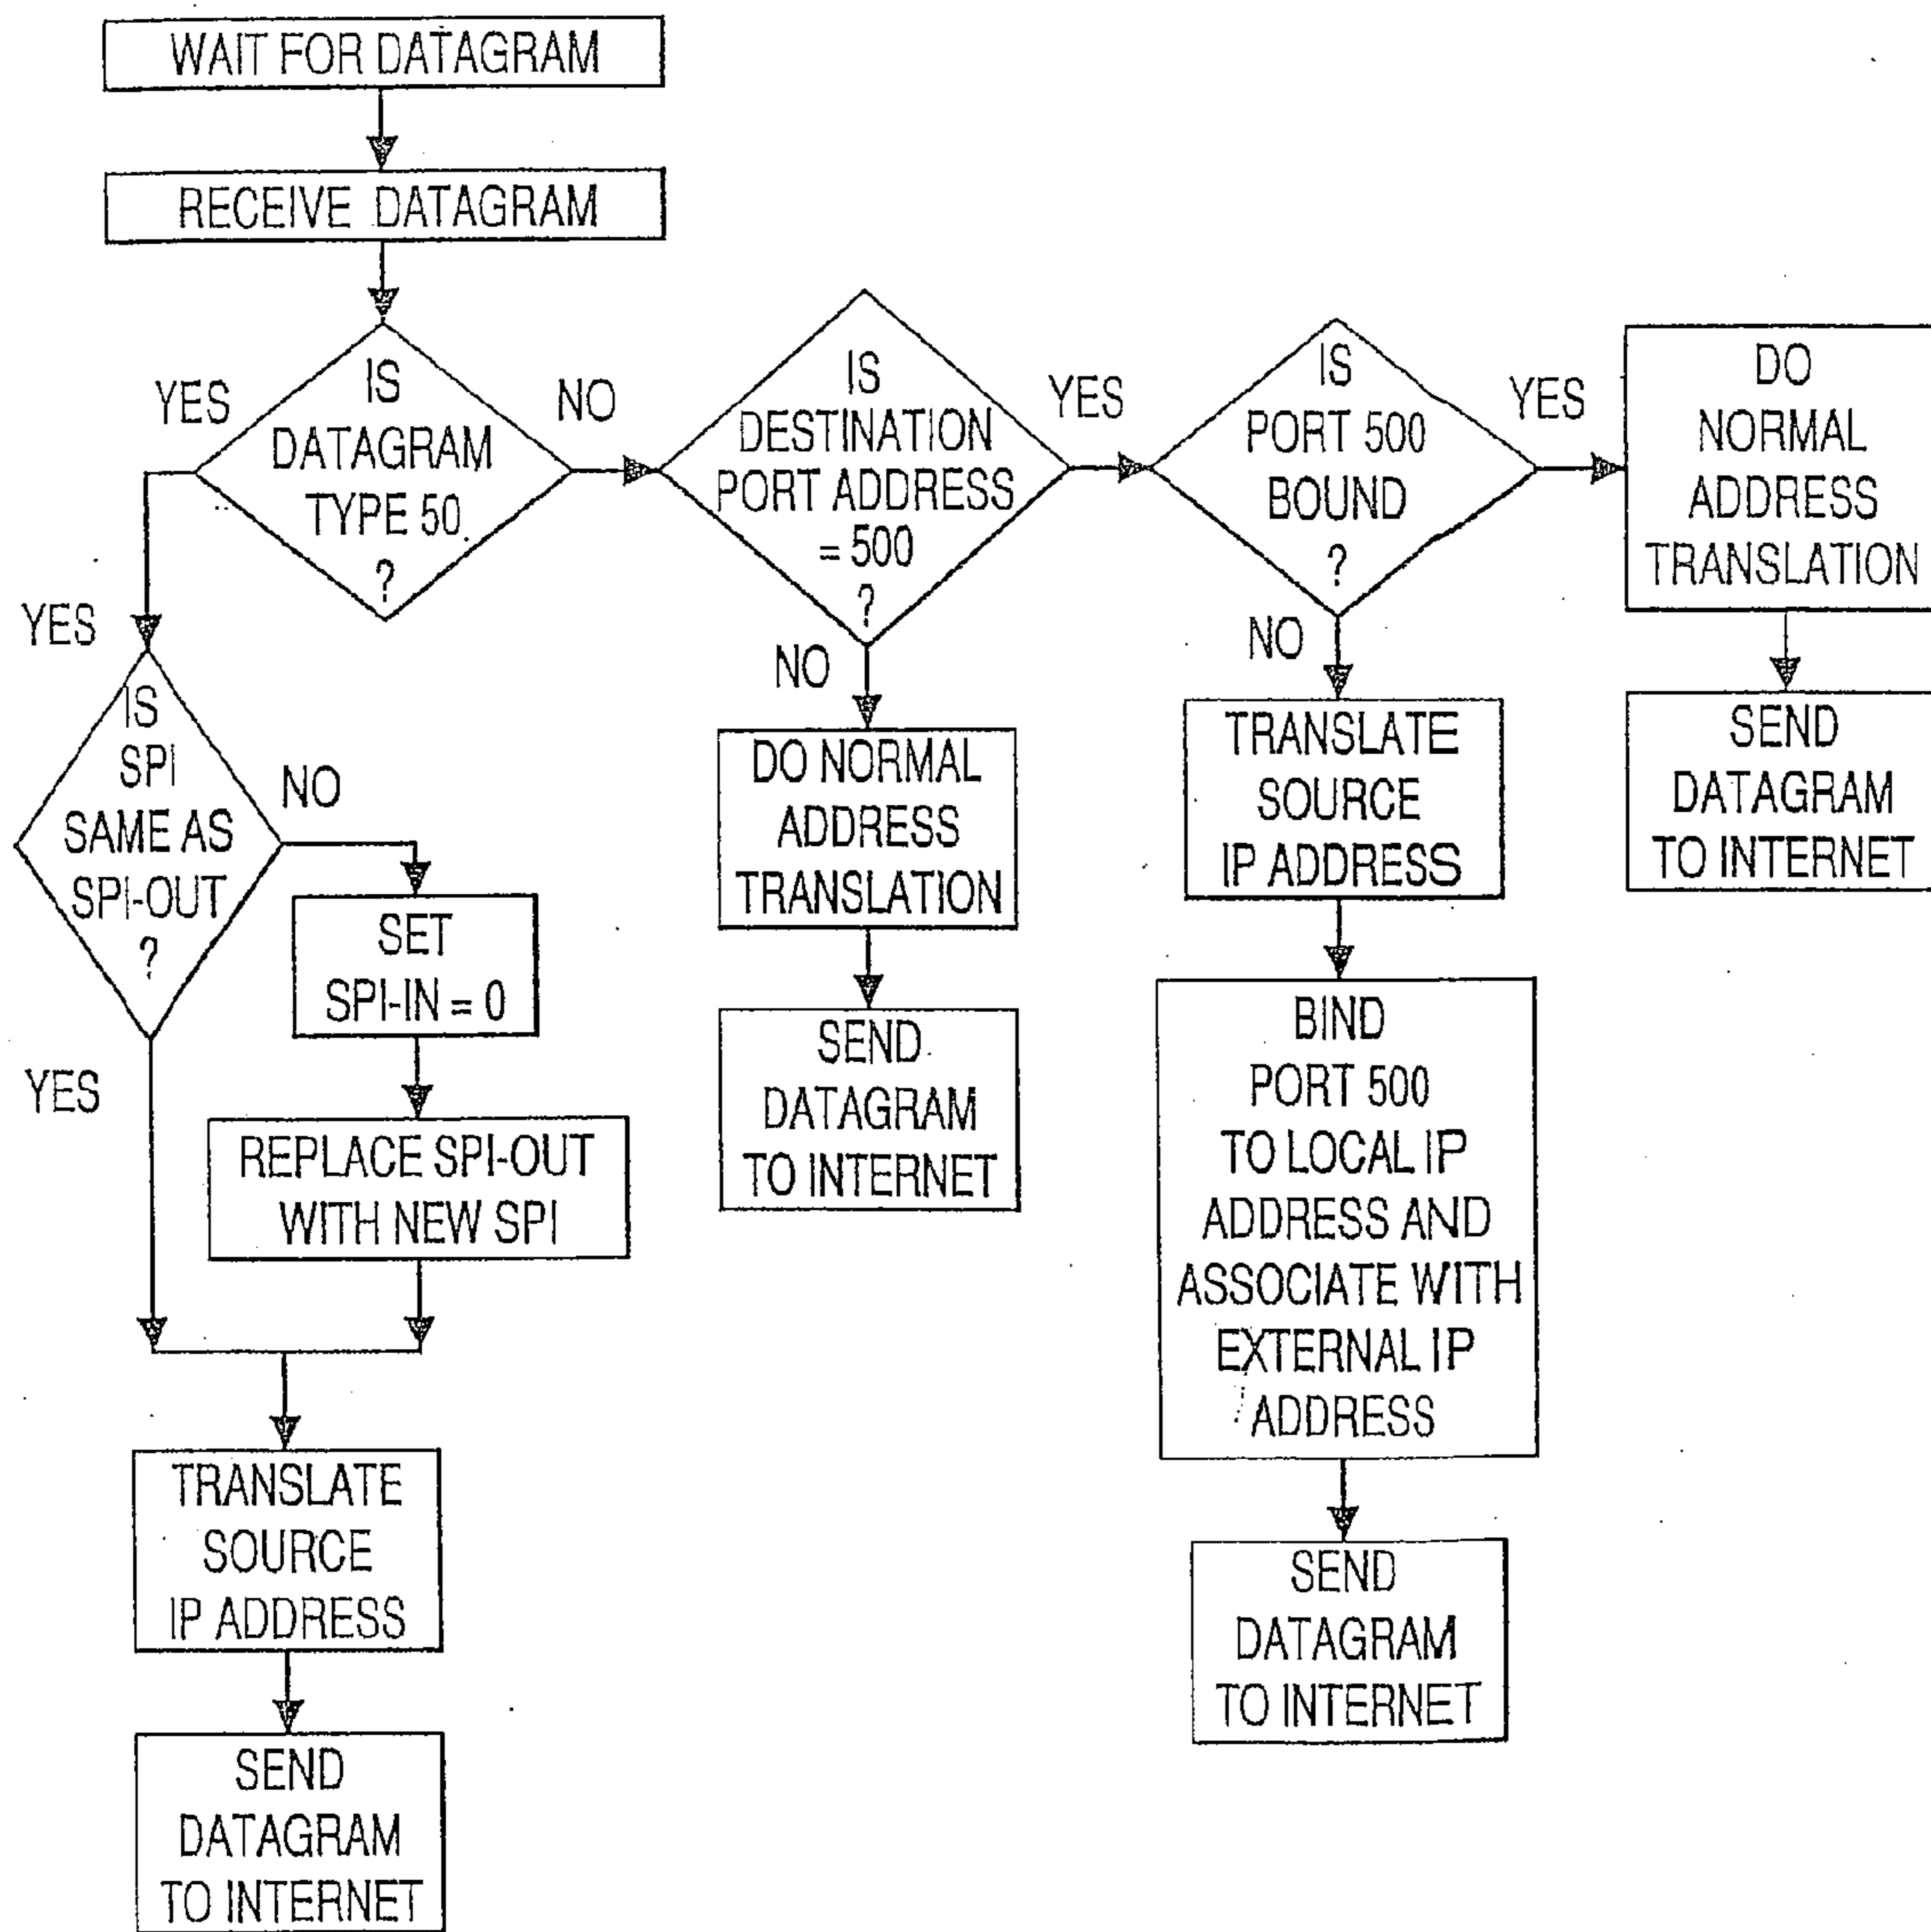 WAIT FOR DATAGRAM
RECEIVE DATAGRAM
IS
DATAGRAM
TYPE 50
?
YES
NO
IS
DESTINATION
PORT ADDRESS
= 500
?
YES
IS
PORT 500
BOUND
?
YES
DO
NORMAL
ADDRESS
TRANSLATION
SEND
DATAGRAM
TO INTERNET
YES
IS
SPI
SAME AS
SPI-OUT
?
NO
SET
SPI-IN = 0
REPLACE SPI-OUT
WITH NEW SPI
YES
TRANSLATE
SOURCE
IP ADDRESS
SEND
DATAGRAM
TO INTERNET
NO
DO NORMAL
ADDRESS
TRANSLATION
SEND
DATAGRAM
TO INTERNET
NO
TRANSLATE
SOURCE
IP ADDRESS
BIND
PORT 500
TO LOCAL IP
ADDRESS AND
ASSOCIATE WITH
EXTERNAL IP
ADDRESS
SEND
DATAGRAM
TO INTERNET